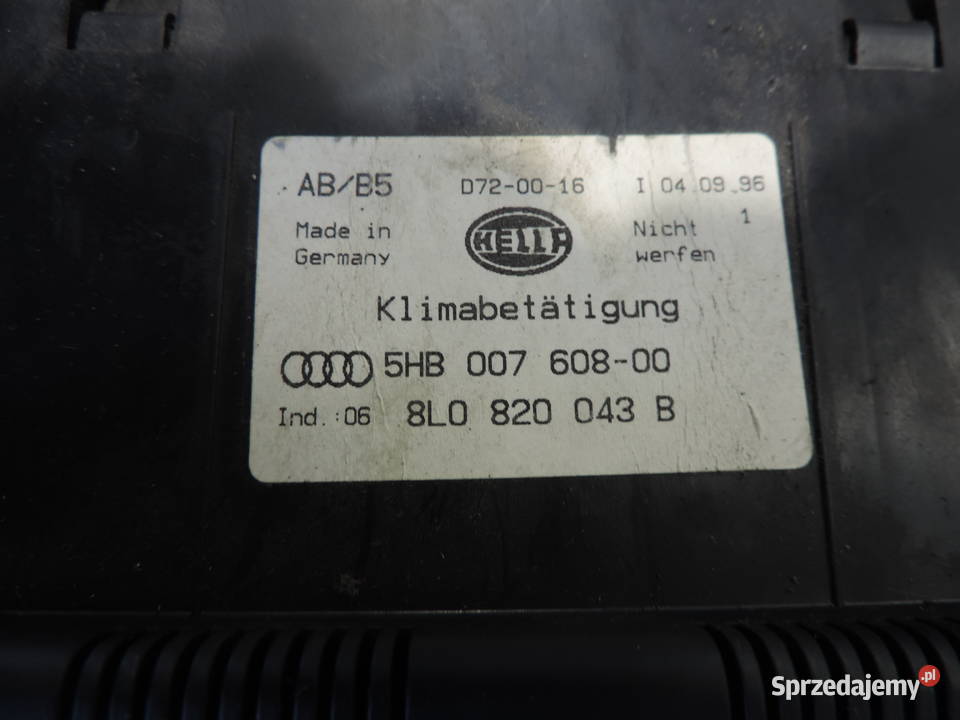 AB/B5 D72-00-16 I 04.09.96
Made in HELLA Nicht 1
Germany werfen
Klimabetätigung
5HB 007 608-00
Ind.:06 8L0 820 043 B
Sprzedajemy.pl